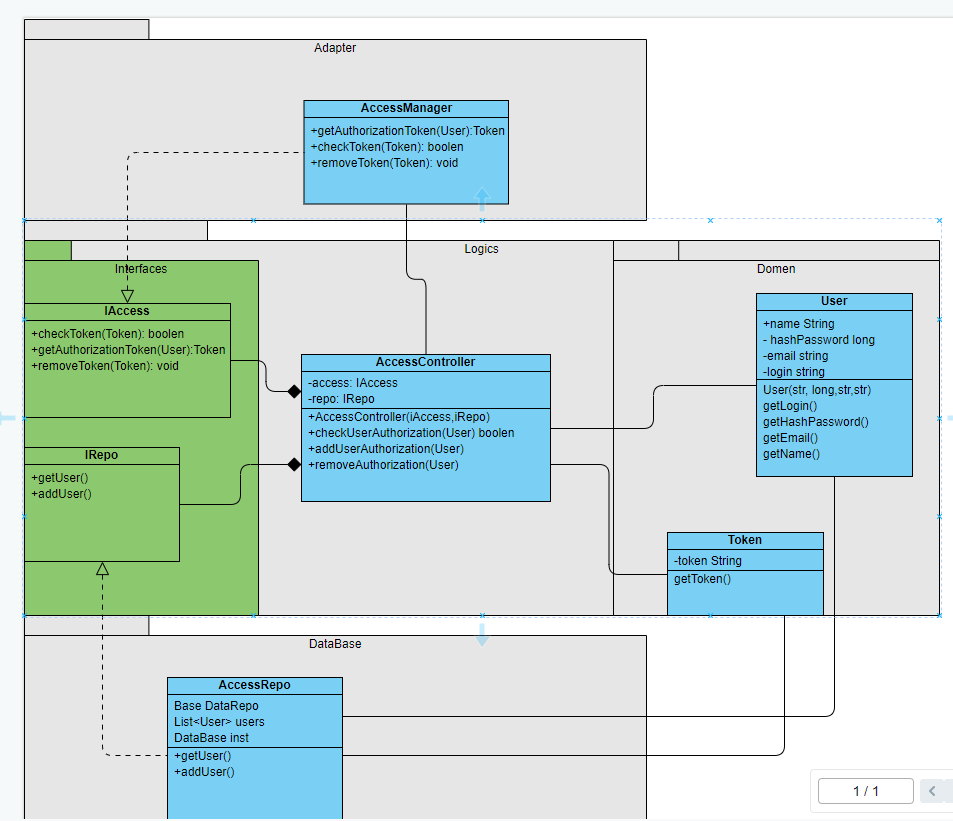 Adapter
AccessManager
+getAuthorizationToken(User):Token
+checkToken(Token): boolen
+removeToken(Token): void
Logics
Interfaces
IAccess
+checkToken(Token): boolen
+getAuthorizationToken(User):Token
+removeToken(Token): void
IRepo
+getUser()
+addUser()
AccessController
-access: IAccess
-repo: IRepo
+AccessController(iAccess,iRepo)
+checkUserAuthorization(User) boolen
+addUserAuthorization(User)
+removeAuthorization(User)
Domen
User
+name String
- hashPassword long
-email string
-login string
User(str, long,str,str)
getLogin()
getHashPassword()
getEmail()
getName()
Token
-token String
getToken()
DataBase
AccessRepo
Base DataRepo
List<User> users
DataBase inst
+getUser()
+addUser()
1 / 1